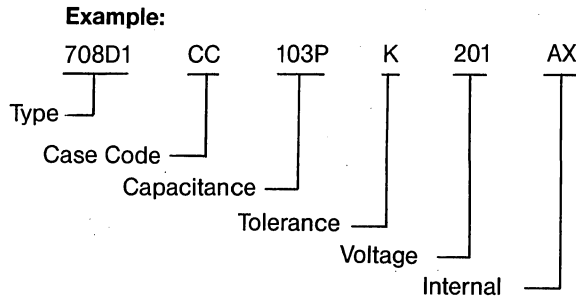 Example:
708D1 CC 103P K 201 AX
Type
Case Code
Capacitance
Tolerance
Voltage
Internal